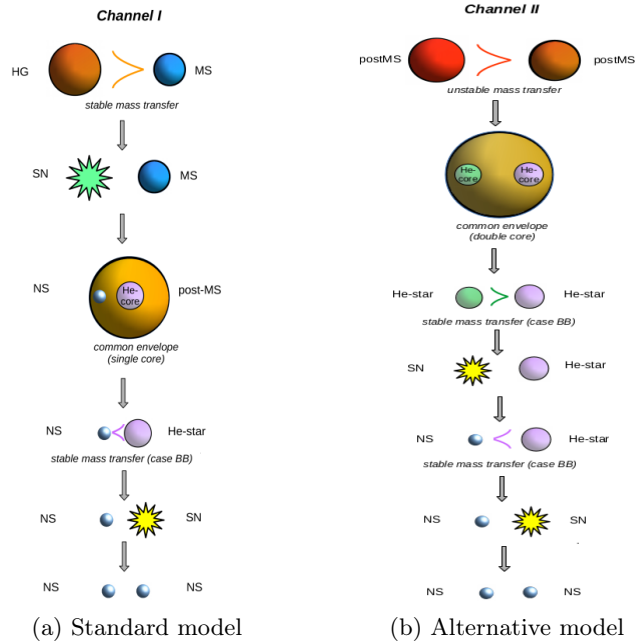 Channel I
HG
MS
stable mass transfer
SN
MS
NS
He-
core
post-MS
common envelope
(single core)
NS
He-star
stable mass transfer (case BB)
NS
SN
NS
NS
(a) Standard model
Channel II
postMS
postMS
unstable mass transfer
He-
core
He-
core
common envelope
(double core)
He-star
He-star
stable mass transfer (case BB)
SN
He-star
NS
He-star
stable mass transfer (case BB)
NS
SN
NS
NS
(b) Alternative model